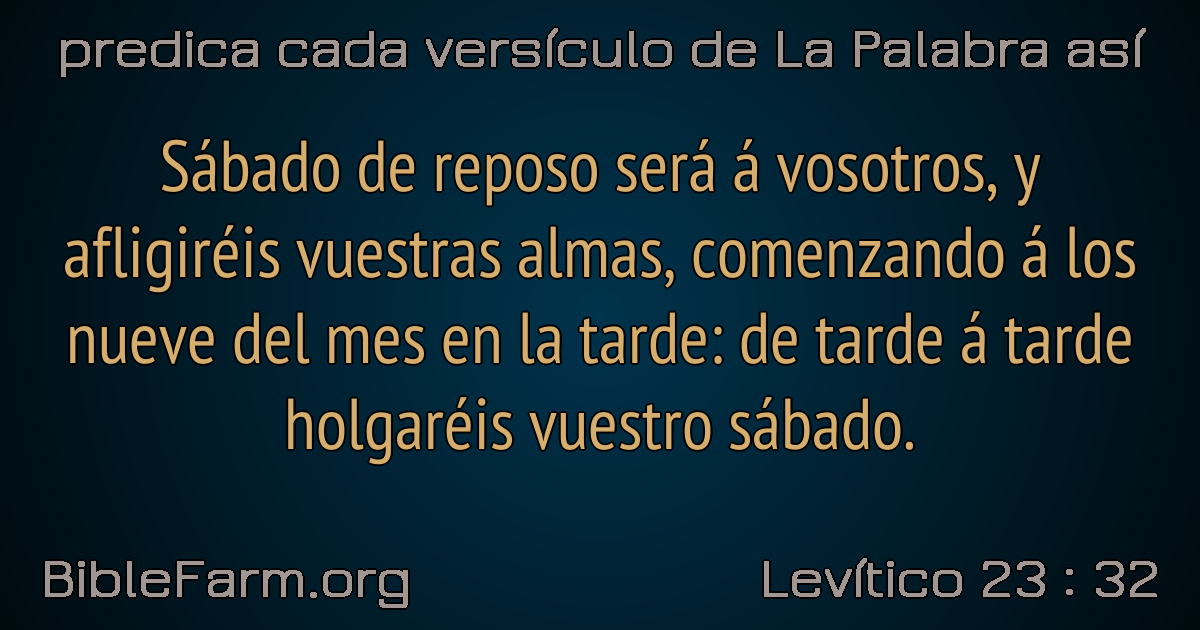 predica cada versículo de La Palabra así
Sábado de reposo será á vosotros, y
afligiréis vuestras almas, comenzando á los
nueve del mes en la tarde: de tarde á tarde
holgaréis vuestro sábado.
BibleFarm.org
Levítico 23 : 32